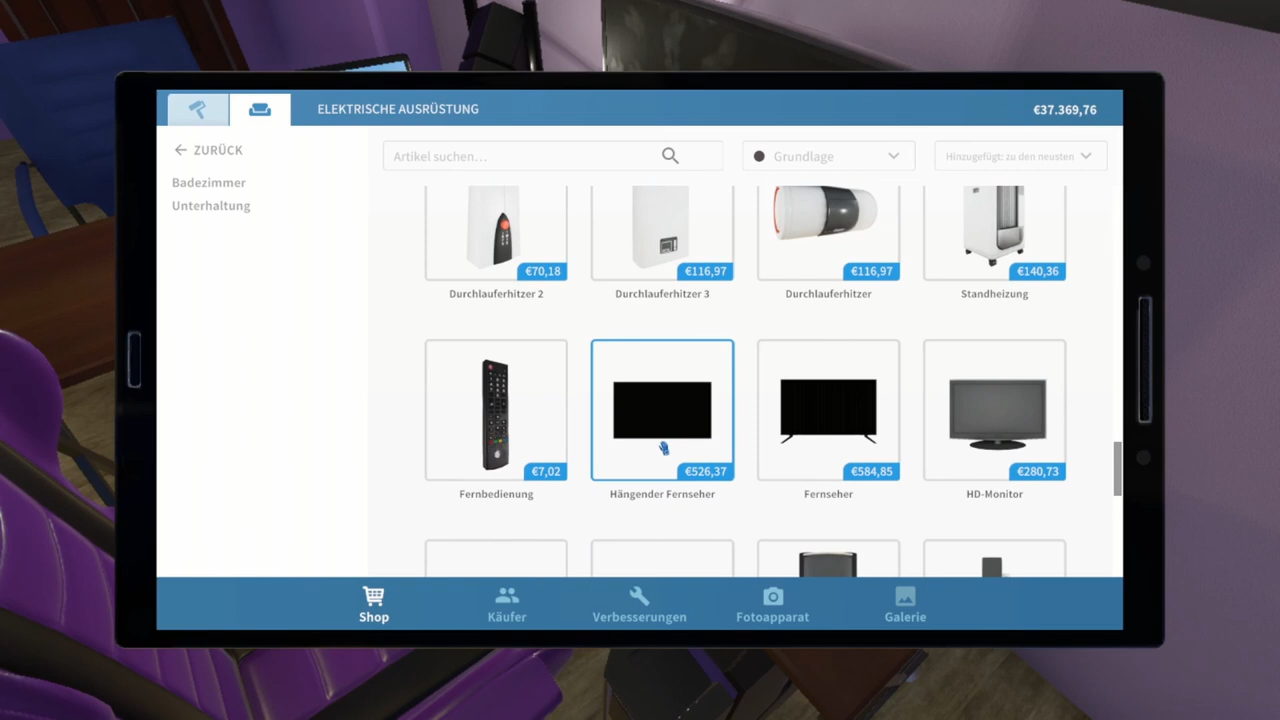 ELEKTRISCHE AUSRÜSTUNG
€37.369,76
ZURÜCK
Artikel suchen...
Grundlage
Hinzugefügt: zu den neusten
Badezimmer
Unterhaltung
€70,18
€116,97
€116,97
€140,36
Durchlauferhitzer 2
Durchlauferhitzer 3
Durchlauferhitzer
Standheizung
€7,02
€526,37
€584,85
€280,73
Fernbedienung
Hängender Fernseher
Fernseher
HD-Monitor
Shop
Käufer
Verbesserungen
Fotoapparat
Galerie